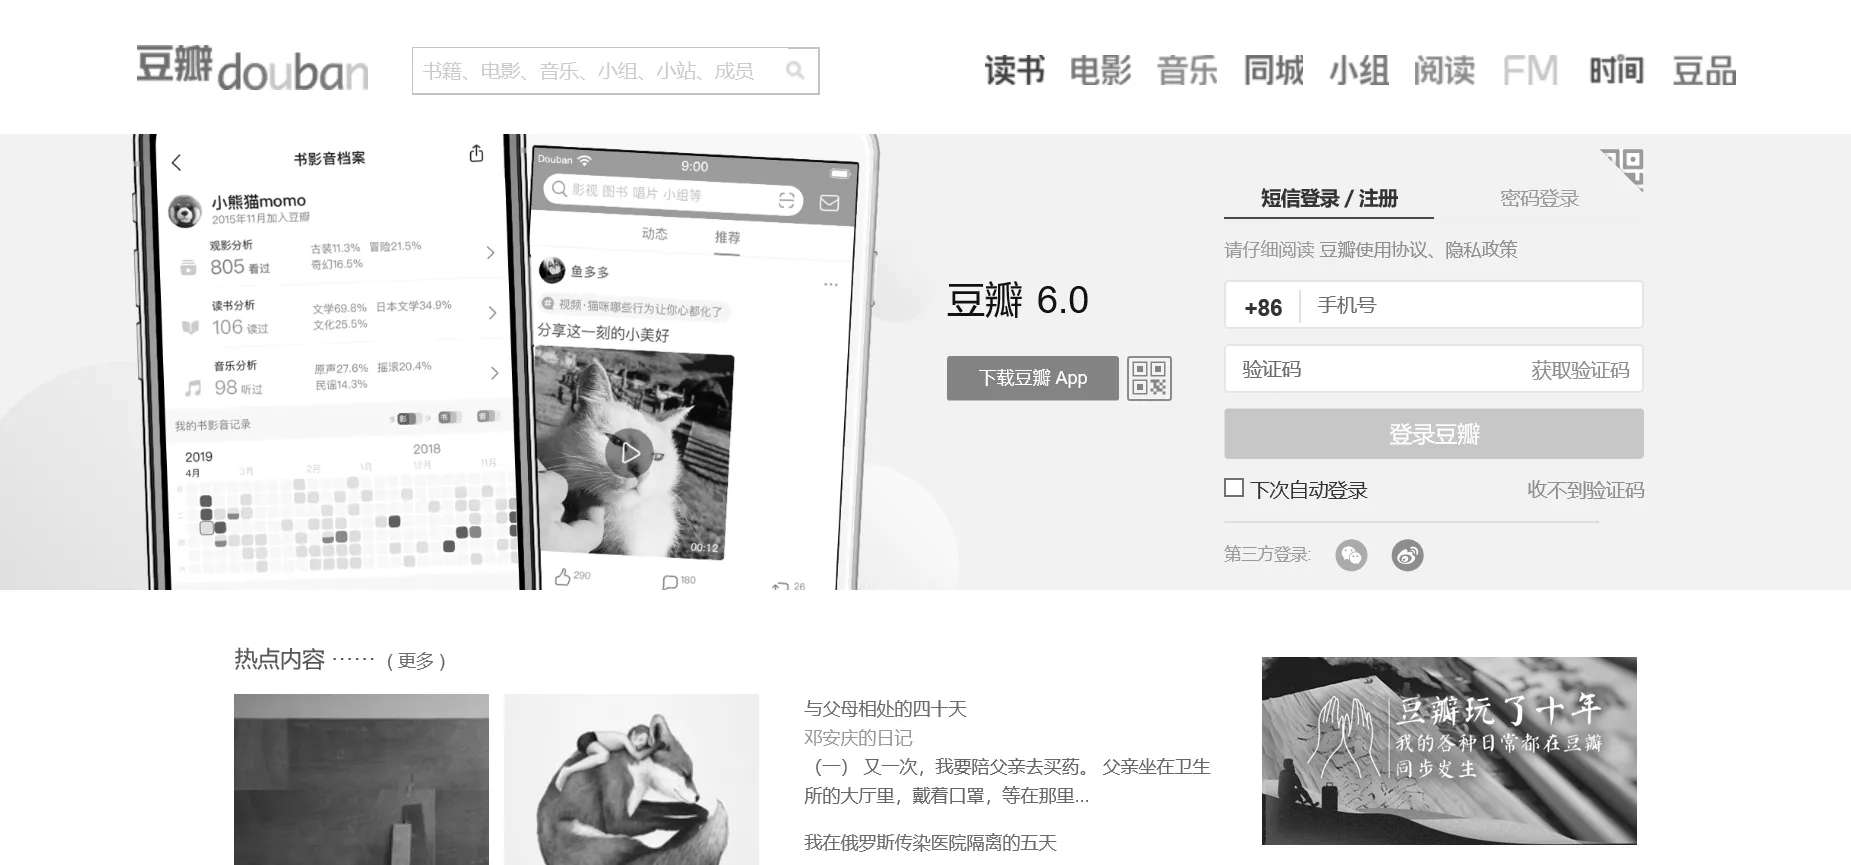 豆瓣douban
书籍、电影、音乐、小组、小站、成员
读书 电影 音乐 同城 小组 阅读 FM 时间 豆品
书影音档案
小熊猫momo
2015年11月加入豆瓣
观影分析
805 看过
古装11.3% 冒险21.5%
奇幻16.5%
读书分析
106 读过
文学69.8% 日本文学34.9%
文化25.5%
音乐分析
98 听过
原声27.6% 摇滚20.4%
民谣14.3%
我的书影音记录
影 书 音
2019 2018
4月 3月 2月 1月 12月 11月
Douban 9:00
影视 图书 唱片 小组等
动态 推荐
鱼多多
# 视频·猫咪哪些行为让你心都化了
分享这一刻的小美好
00:12
290 180 26
豆瓣 6.0
下载豆瓣 App
短信登录 / 注册 密码登录
请仔细阅读 豆瓣使用协议、隐私政策
+86 手机号
验证码 获取验证码
登录豆瓣
下次自动登录 收不到验证码
第三方登录:
热点内容 ······ ( 更多 )
与父母相处的四十天
邓安庆的日记
（一） 又一次，我要陪父亲去买药。 父亲坐在卫生
所的大厅里，戴着口罩，等在那里...
我在俄罗斯传染医院隔离的五天
豆瓣玩了十年
我的各种日常都在豆瓣
同步发生